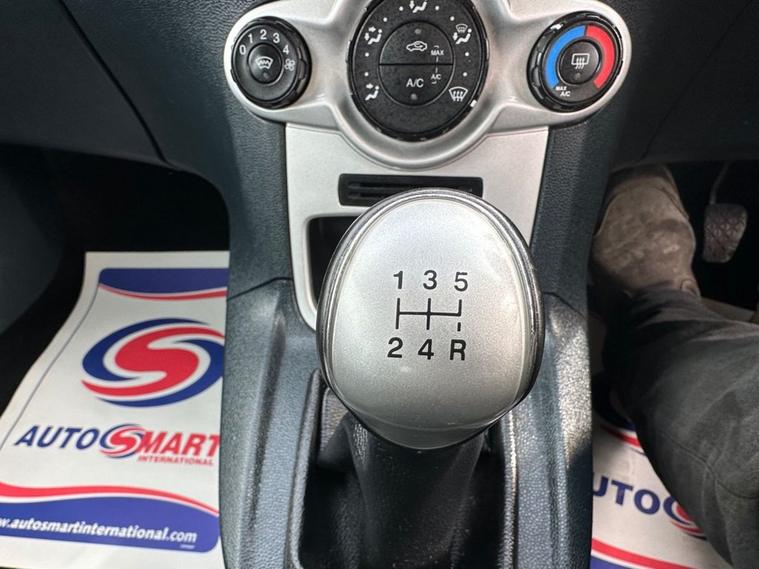 0 1 2 3 4
MAX
A/C
A/C
MAX
A/C
1 3 5
2 4 R
AUTOSMART
INTERNATIONAL
www.autosmartinternational.com
AUTOS